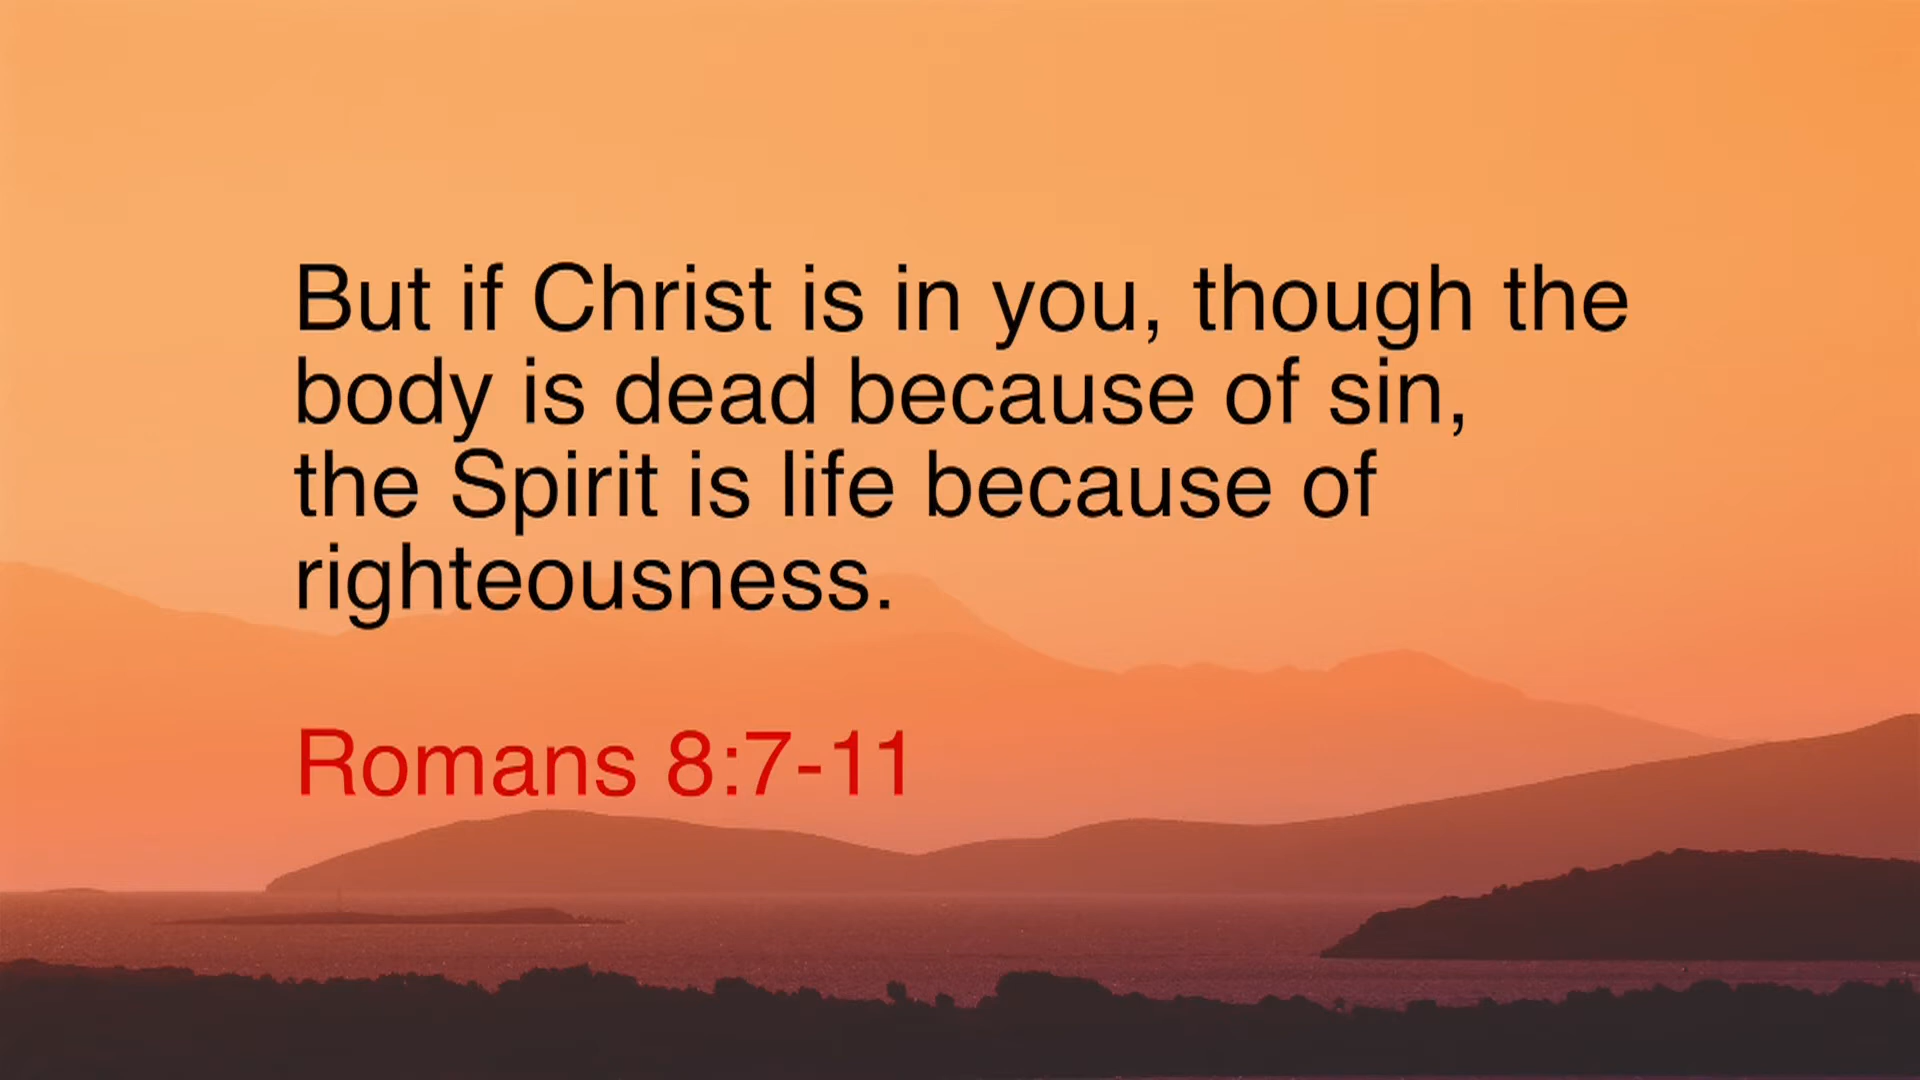 But if Christ is in you, though the
body is dead because of sin,
the Spirit is life because of
righteousness.
Romans 8:7-11